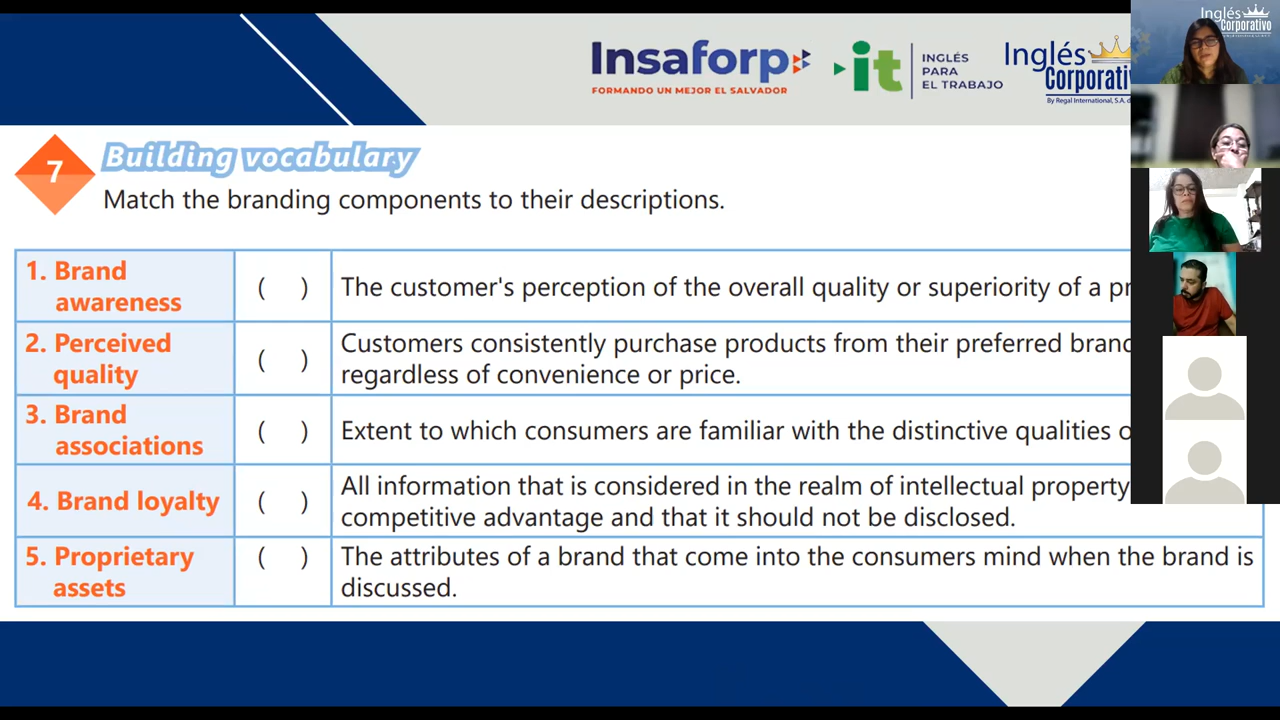 Insaforp
FORMANDO UN MEJOR EL SALVADOR
it
INGLÉS
PARA
EL TRABAJO
Inglés
Corporativ
By Regal International, S.A. d
Inglés
Corporativo
7
Building vocabulary
Match the branding components to their descriptions.
1. Brand
awareness
( )
The customer's perception of the overall quality or superiority of a pr
2. Perceived
quality
( )
Customers consistently purchase products from their preferred brand
regardless of convenience or price.
3. Brand
associations
( )
Extent to which consumers are familiar with the distinctive qualities o
4. Brand loyalty
( )
All information that is considered in the realm of intellectual property
competitive advantage and that it should not be disclosed.
5. Proprietary
assets
( )
The attributes of a brand that come into the consumers mind when the brand is
discussed.